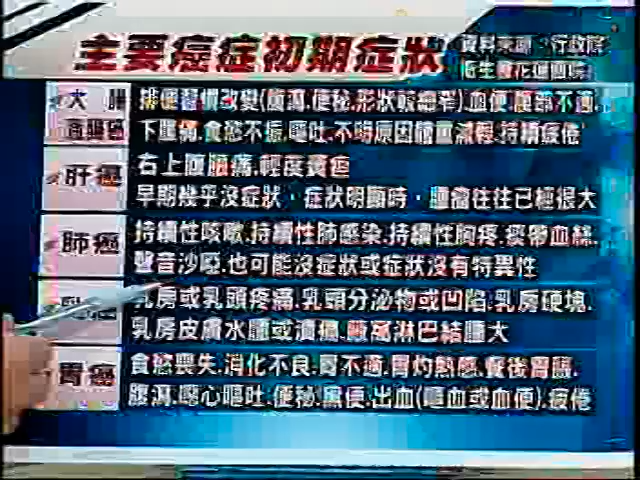 主要癌症初期症狀
資料來源：行政院
衛生署花蓮醫院
大腸
直腸癌
排便習慣改變(腹瀉.便秘.形狀較細窄).血便.腹部不適.
下腹痛.食慾不振.嘔吐.不明原因體重減輕.持續疲倦
肝癌
右上腹腫痛.輕度黃疸
早期幾乎沒症狀，症狀明顯時，腫瘤往往已經很大
肺癌
持續性咳嗽.持續性肺感染.持續性胸疼.痰帶血絲.
聲音沙啞.也可能沒症狀或症狀沒有特異性
乳癌
乳房或乳頭疼痛.乳頭分泌物或凹陷.乳房硬塊.
乳房皮膚水腫或潰瘍.腋窩淋巴結腫大
胃癌
食慾喪失.消化不良.胃不適.胃灼熱感.餐後胃脹.
腹瀉.噁心嘔吐.便秘.黑便.出血(嘔血或血便).疲倦